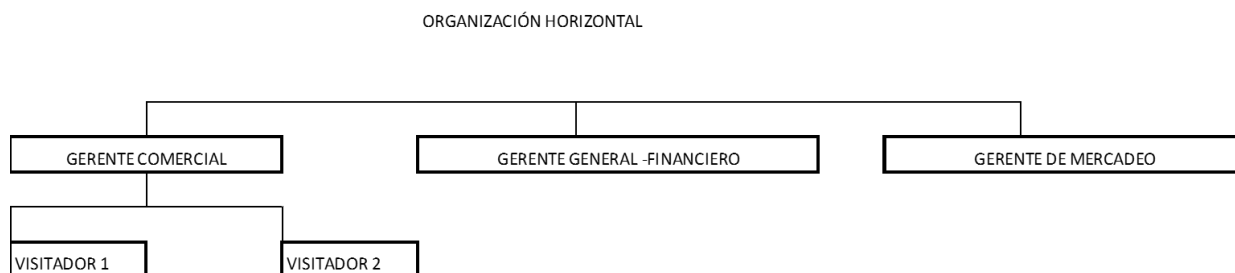 ORGANIZACIÓN HORIZONTAL
GERENTE COMERCIAL
GERENTE GENERAL -FINANCIERO
GERENTE DE MERCADEO
VISITADOR 1
VISITADOR 2